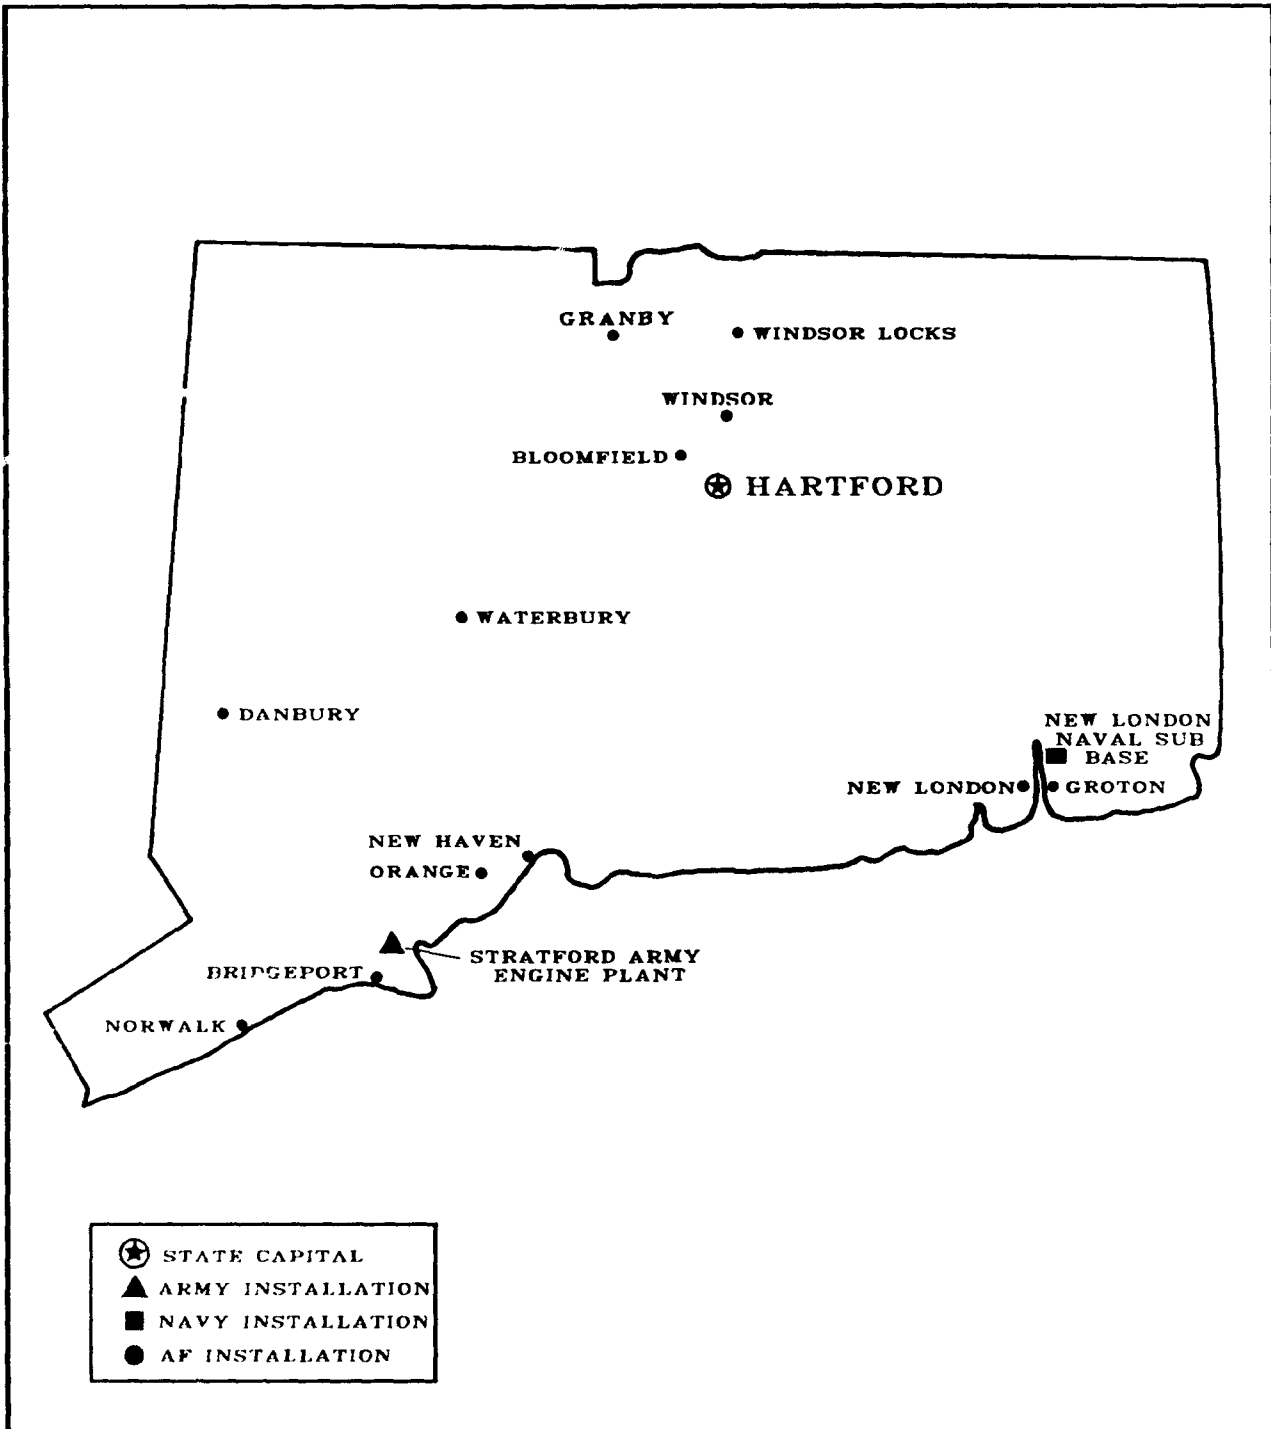 GRANBY
WINDSOR LOCKS
WINDSOR
BLOOMFIELD
HARTFORD
WATERBURY
DANBURY
NEW LONDON
NAVAL SUB
BASE
NEW LONDON
GROTON
NEW HAVEN
ORANGE
STRATFORD ARMY
ENGINE PLANT
BRIDGEPORT
NORWALK
STATE CAPITAL
ARMY INSTALLATION
NAVY INSTALLATION
AF INSTALLATION